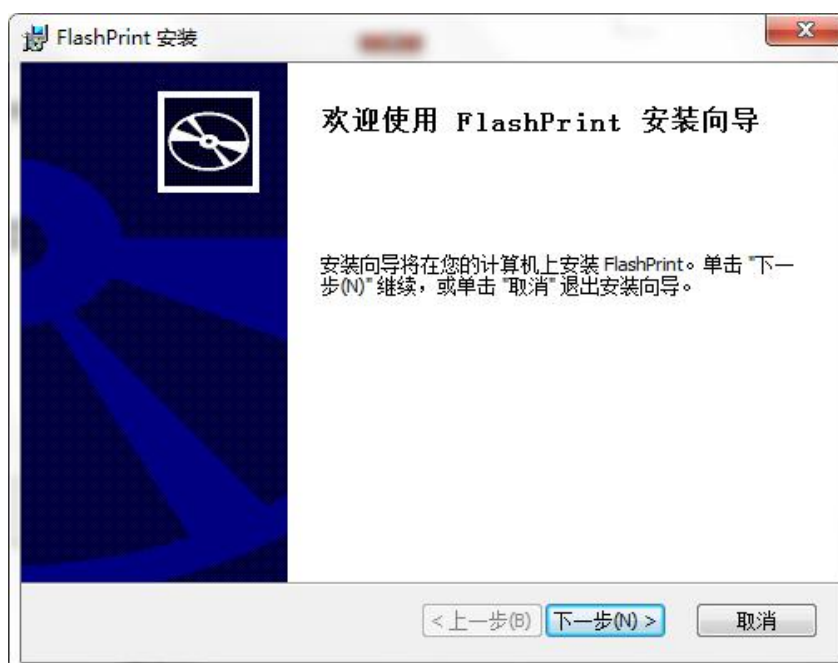 FlashPrint 安装
欢迎使用 FlashPrint 安装向导
安装向导将在您的计算机上安装 FlashPrint。单击 "下一
步(N)" 继续，或单击 "取消" 退出安装向导。
< 上一步(B) 下一步(N) > 取消